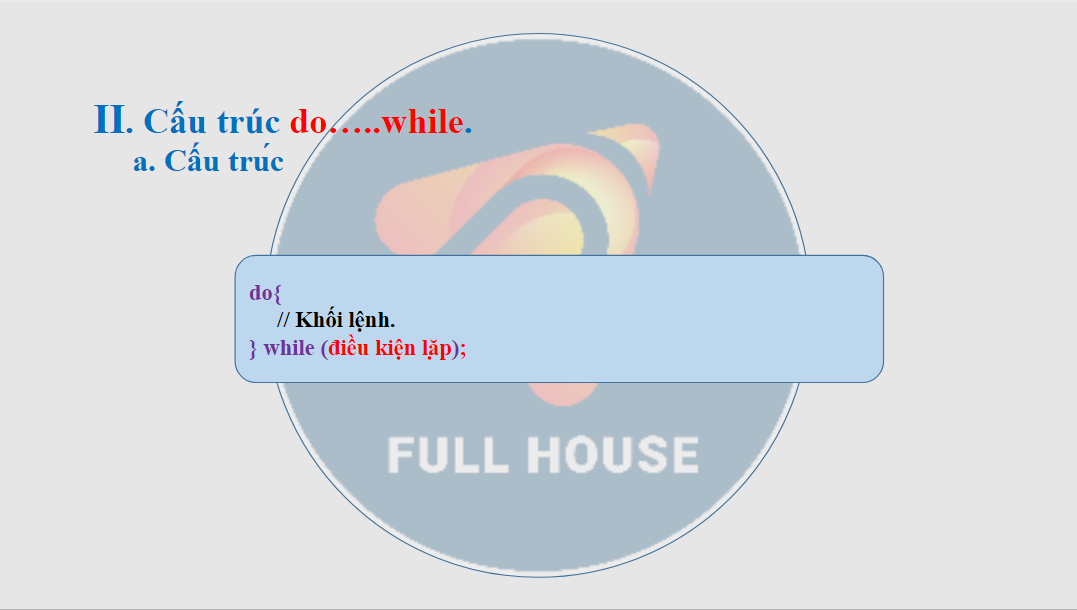 II. Cấu trúc do…..while.
a. Cấu trúc
do{
// Khối lệnh.
} while (điều kiện lặp);
FULL HOUSE